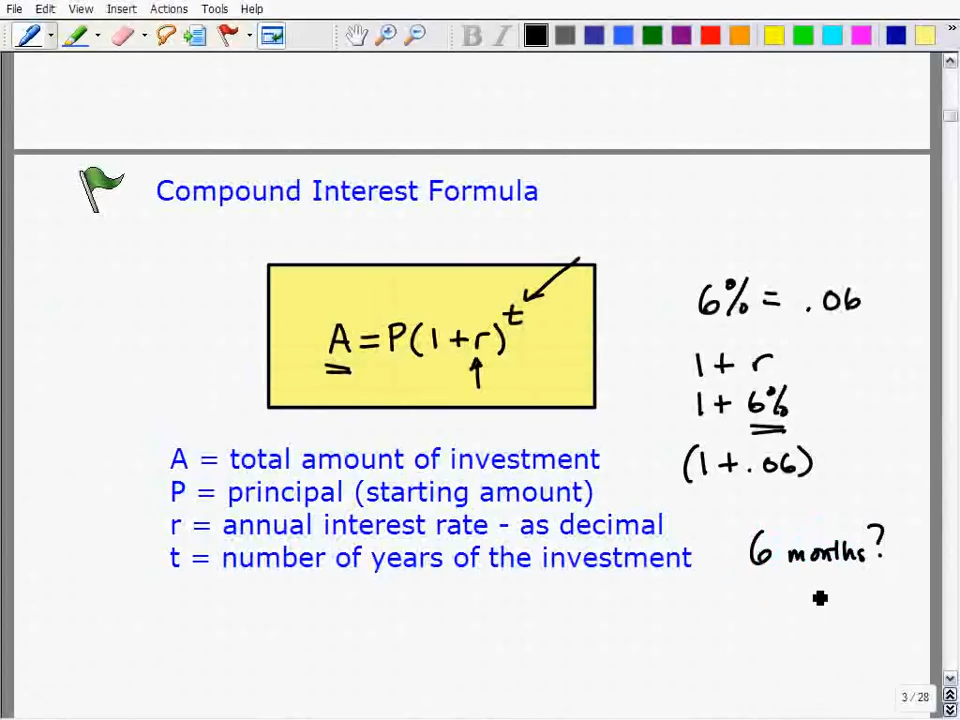 File Edit View Insert Actions Tools Help
B I »
Compound Interest Formula
A = P(1 + r)^t
6% = .06
1 + r
1 + 6%
(1 + .06)
A = total amount of investment
P = principal (starting amount)
r = annual interest rate - as decimal
t = number of years of the investment
6 months?
3 / 28